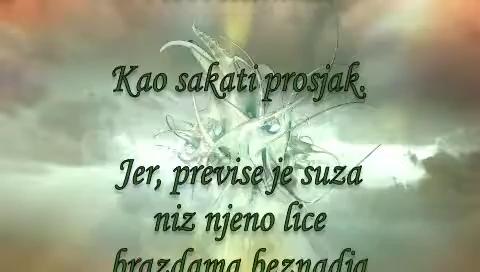 Kao sakati prosjak.
Jer, previse je suza
niz njeno lice
brazdama beznadja